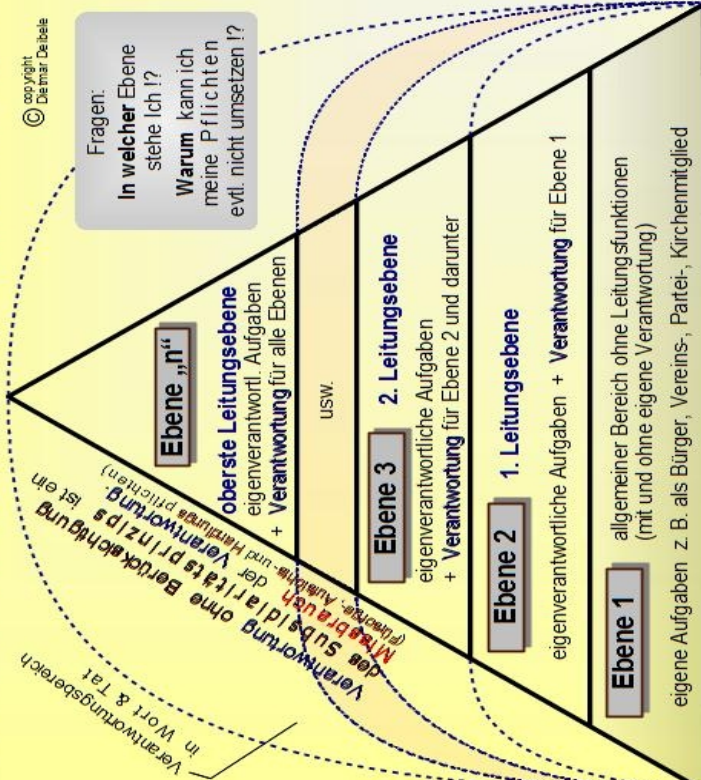 © copyright
Dietmar Deibele
Fragen:
In welcher Ebene
stehe Ich !?
Warum kann ich
meine Pflichten
evtl. nicht umsetzen !?
Verantwortungsbereich
in Wort & Tat
Verantwortung ohne Berücksichtigung
des Subsidiaritätsprinzips ist ein
Missbrauch der Verantwortung.
(Fürsorge-, Aufsichts- und Handlungspflichten)
Ebene „n“
oberste Leitungsebene
eigenverantwortl. Aufgaben
+ Verantwortung für alle Ebenen
usw.
Ebene 3
2. Leitungsebene
eigenverantwortliche Aufgaben
+ Verantwortung für Ebene 2 und darunter
Ebene 2
1. Leitungsebene
eigenverantwortliche Aufgaben + Verantwortung für Ebene 1
Ebene 1
allgemeiner Bereich ohne Leitungsfunktionen
(mit und ohne eigene Verantwortung)
eigene Aufgaben z. B. als Bürger, Vereins-, Partei-, Kirchenmitglied